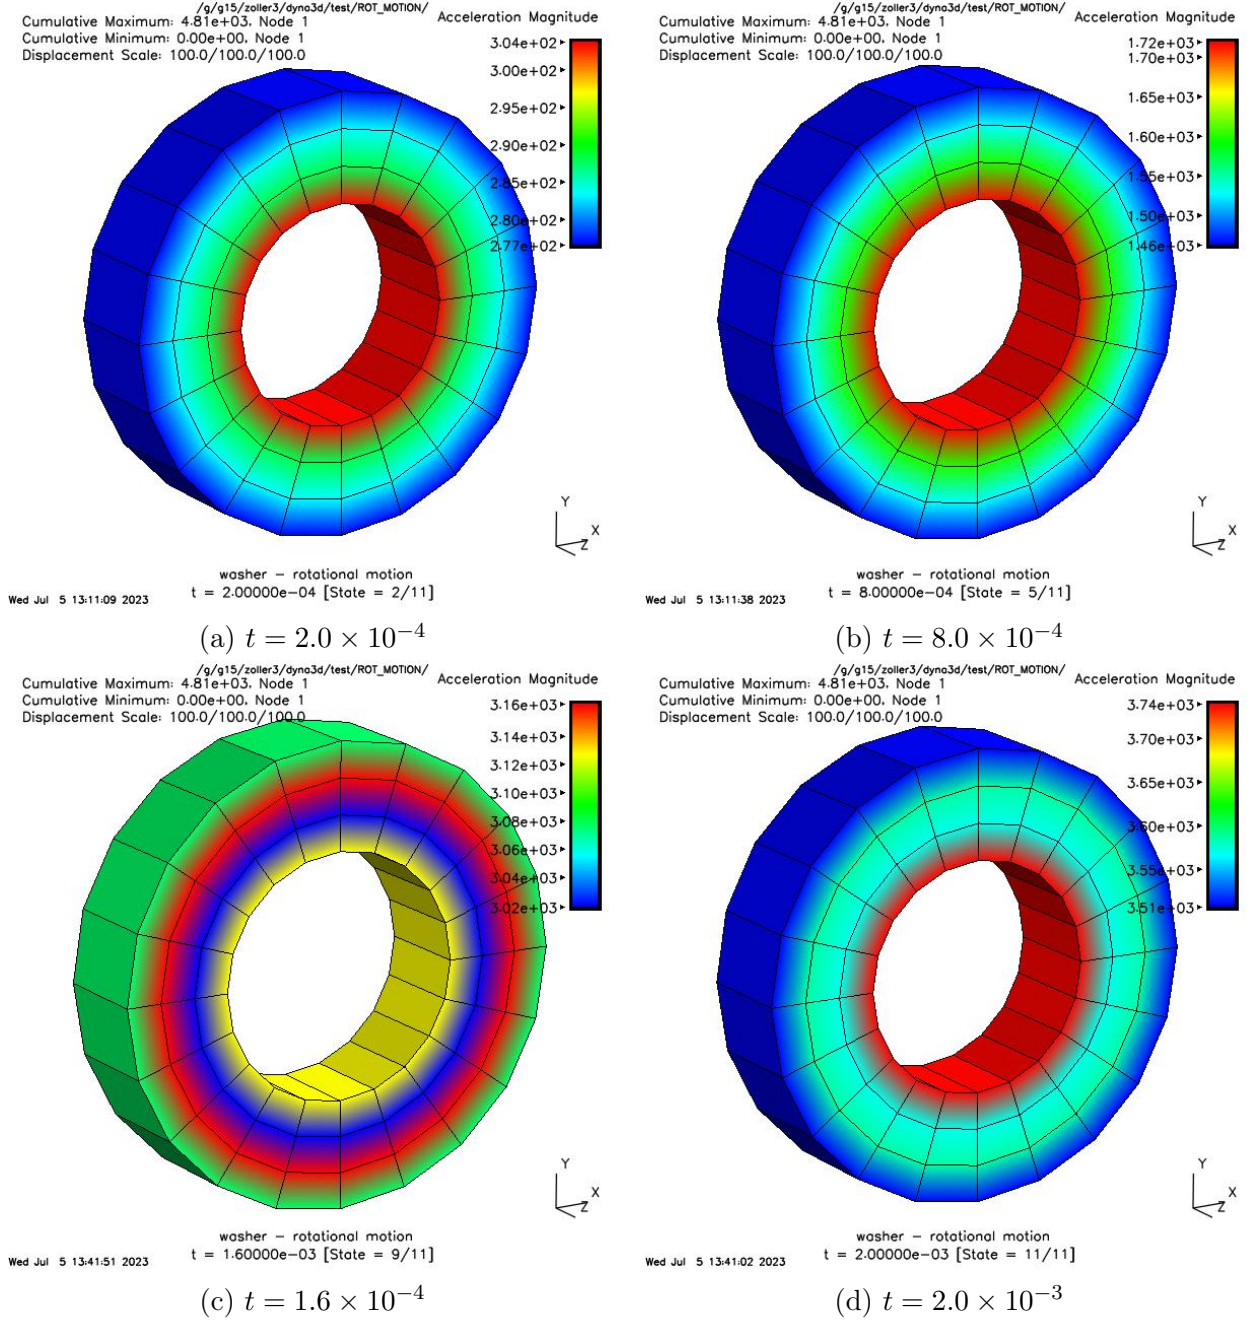 /g/g15/zoller3/dyna3d/test/ROT_MOTION/
Cumulative Maximum: 4.81e+03, Node 1
Cumulative Minimum: 0.00e+00, Node 1
Displacement Scale: 100.0/100.0/100.0
Acceleration Magnitude
3.04e+02
3.00e+02
2.95e+02
2.90e+02
2.85e+02
2.80e+02
2.77e+02
Y
X
Z
washer - rotational motion
t = 2.00000e-04 [State = 2/11]
Wed Jul 5 13:11:09 2023
(a) t = 2.0 × 10⁻⁴
/g/g15/zoller3/dyna3d/test/ROT_MOTION/
Cumulative Maximum: 4.81e+03, Node 1
Cumulative Minimum: 0.00e+00, Node 1
Displacement Scale: 100.0/100.0/100.0
Acceleration Magnitude
1.72e+03
1.70e+03
1.65e+03
1.60e+03
1.55e+03
1.50e+03
1.46e+03
Y
X
Z
washer - rotational motion
t = 8.00000e-04 [State = 5/11]
Wed Jul 5 13:11:38 2023
(b) t = 8.0 × 10⁻⁴
/g/g15/zoller3/dyna3d/test/ROT_MOTION/
Cumulative Maximum: 4.81e+03, Node 1
Cumulative Minimum: 0.00e+00, Node 1
Displacement Scale: 100.0/100.0/100.0
Acceleration Magnitude
3.16e+03
3.14e+03
3.12e+03
3.10e+03
3.08e+03
3.06e+03
3.04e+03
3.02e+03
Y
X
Z
washer - rotational motion
t = 1.60000e-03 [State = 9/11]
Wed Jul 5 13:41:51 2023
(c) t = 1.6 × 10⁻⁴
/g/g15/zoller3/dyna3d/test/ROT_MOTION/
Cumulative Maximum: 4.81e+03, Node 1
Cumulative Minimum: 0.00e+00, Node 1
Displacement Scale: 100.0/100.0/100.0
Acceleration Magnitude
3.74e+03
3.70e+03
3.65e+03
3.60e+03
3.55e+03
3.51e+03
Y
X
Z
washer - rotational motion
t = 2.00000e-03 [State = 11/11]
Wed Jul 5 13:41:02 2023
(d) t = 2.0 × 10⁻³